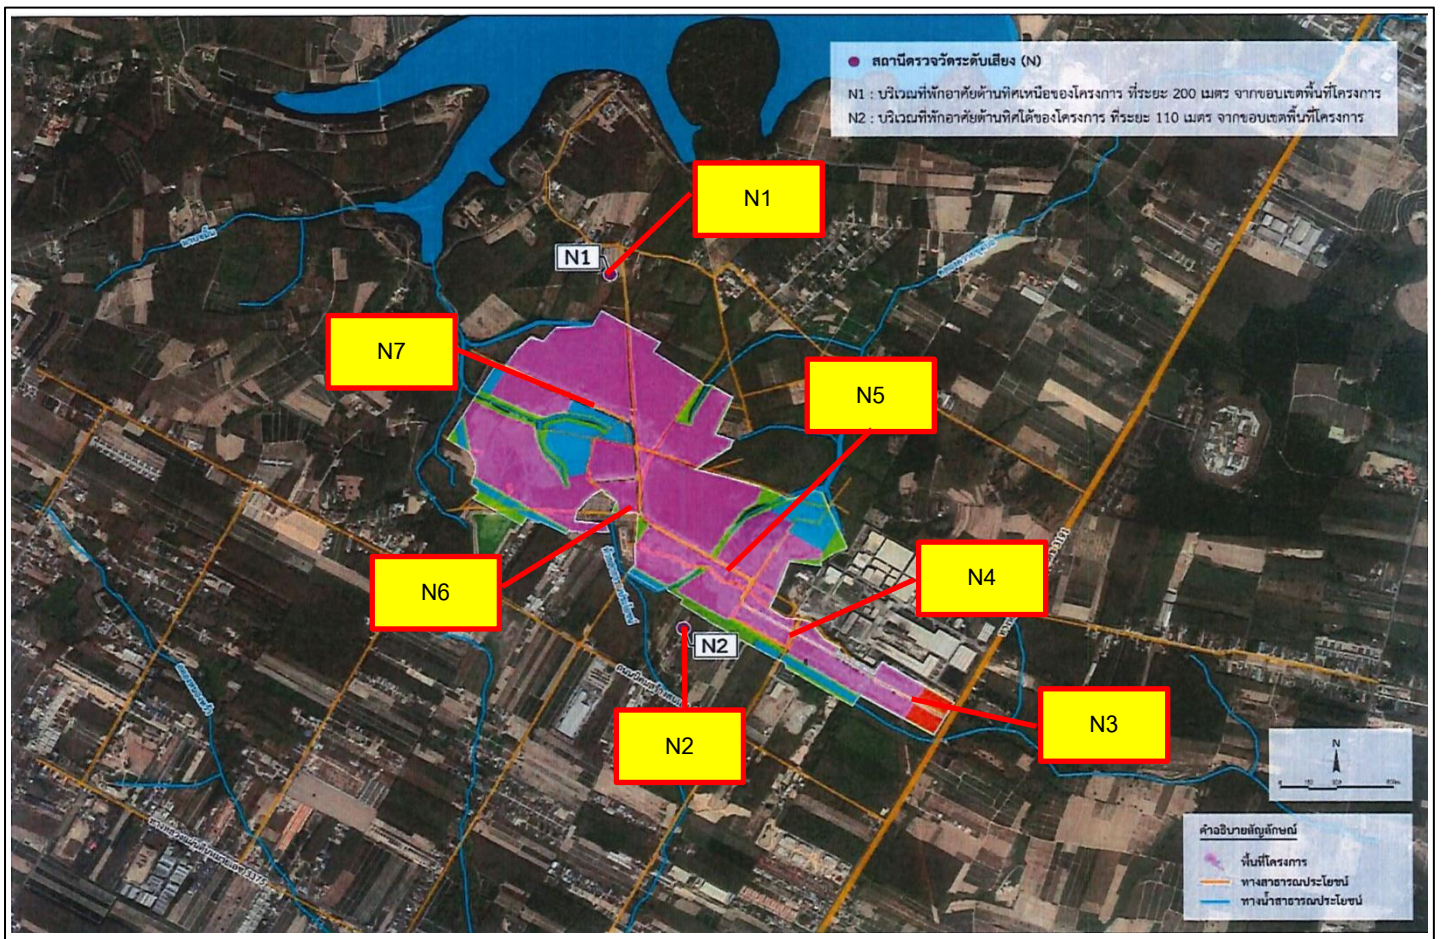 สถานีตรวจวัดระดับเสียง (N)
N1 : บริเวณที่พักอาศัยด้านทิศเหนือของโครงการ ที่ระยะ 200 เมตร จากขอบเขตพื้นที่โครงการ
N2 : บริเวณที่พักอาศัยด้านทิศใต้ของโครงการ ที่ระยะ 110 เมตร จากขอบเขตพื้นที่โครงการ
N1
N1
N7
N5
N4
N6
N2
N3
N2
N
คำอธิบายสัญลักษณ์
พื้นที่โครงการ
ทางสาธารณประโยชน์
ทางน้ำสาธารณประโยชน์